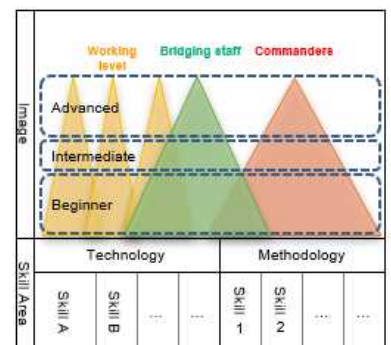 Working level
Bridging staff
Commanders
Image
Advanced
Intermediate
Beginner
Skill Area
Technology
Methodology
Skill A
Skill B
...
...
Skill 1
Skill 2
...
...